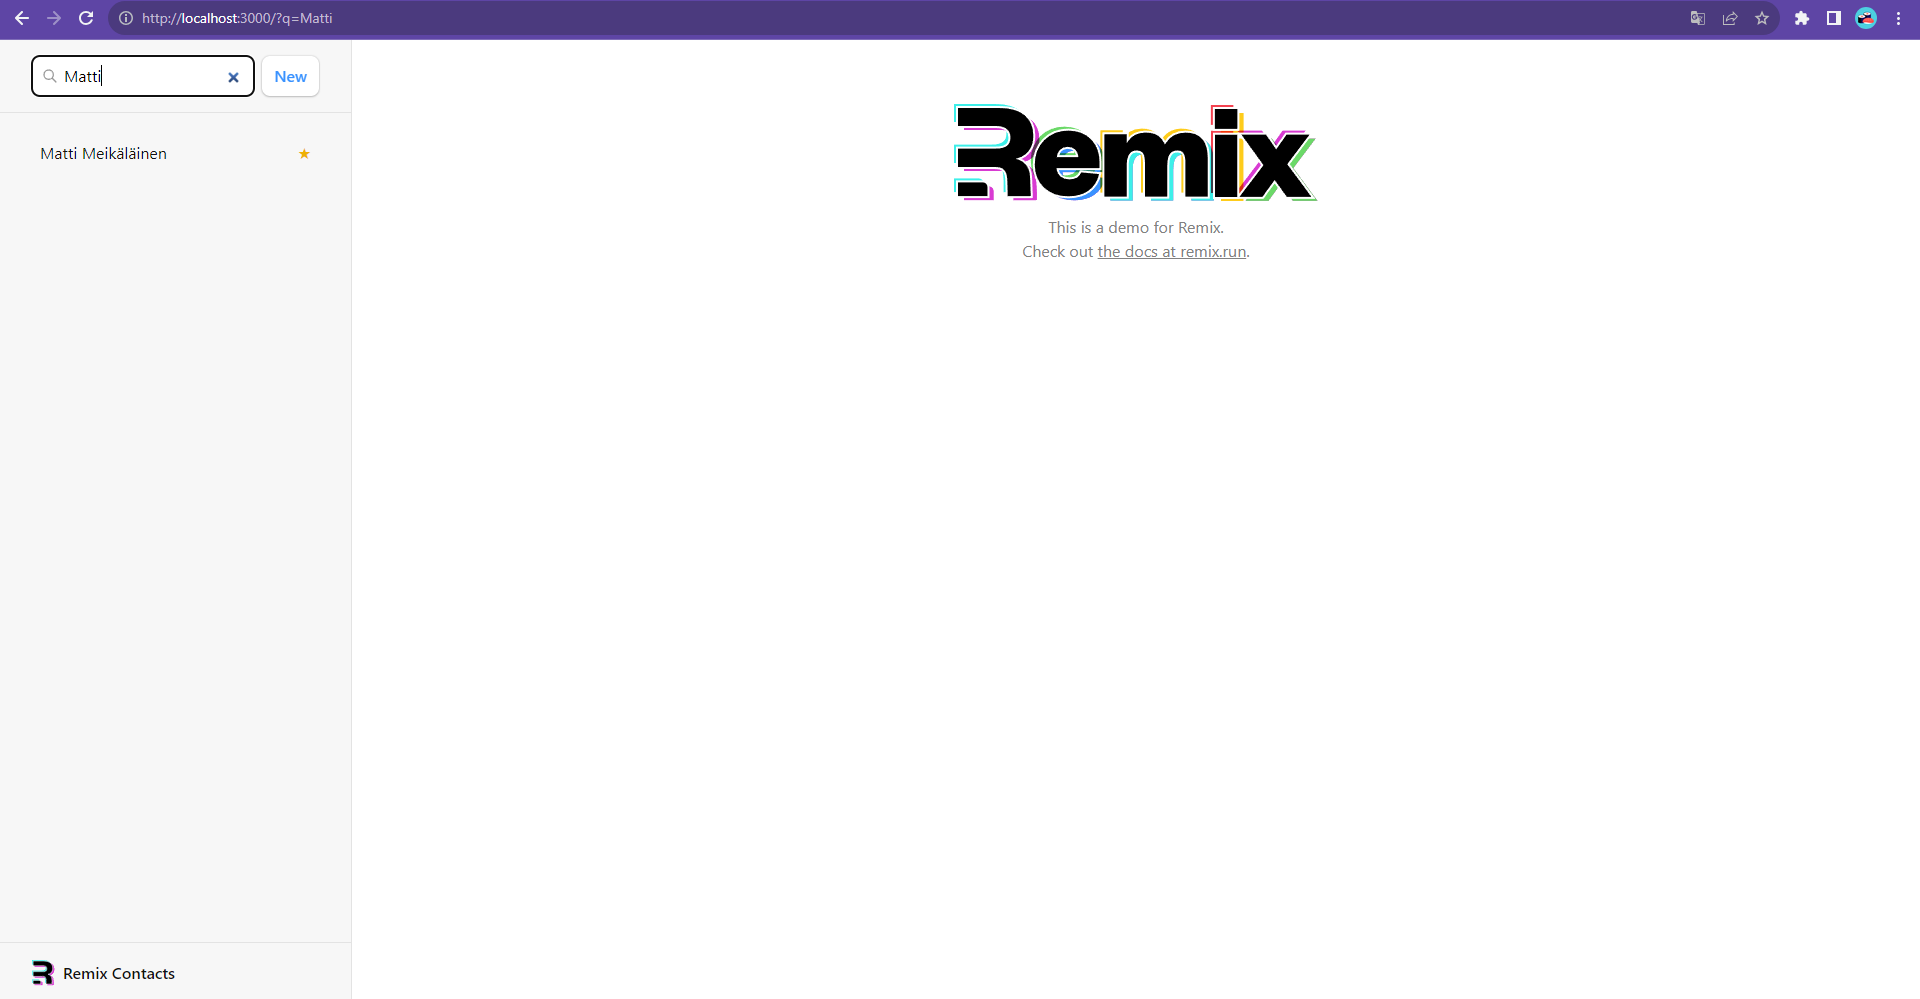 http://localhost:3000/?q=Matti
Matti
New
Matti Meikäläinen
Remix
This is a demo for Remix.
Check out the docs at remix.run.
Remix Contacts